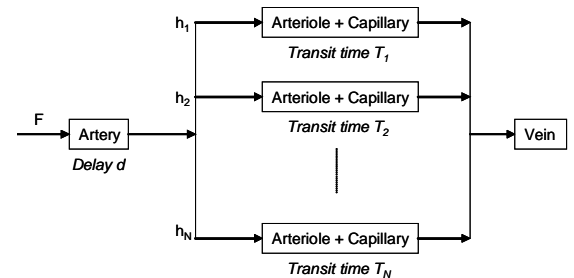 h1
Arteriole + Capillary
Transit time T1
h2
Arteriole + Capillary
Transit time T2
F
Artery
Delay d
Vein
hN
Arteriole + Capillary
Transit time TN